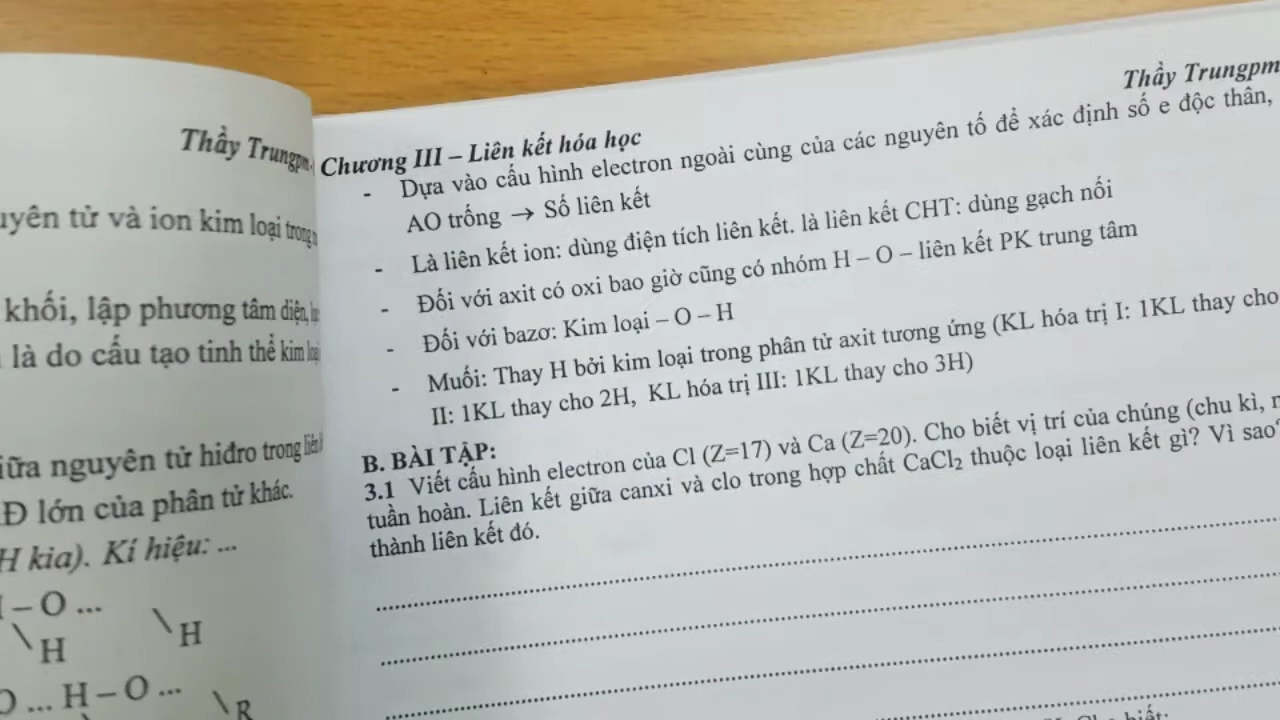 Thầy Trungpm
uyên tử và ion kim loại trong
khối, lập phương tâm diện,
là do cấu tạo tinh thể kim loại
iữa nguyên tử hiđro trong liên
Đ lớn của phân tử khác.
H kia). Kí hiệu: ...
– O ...
\ \
H H
O ... H – O ...
\ R
Thầy Trungpm
Chương III – Liên kết hóa học
- Dựa vào cấu hình electron ngoài cùng của các nguyên tố để xác định số e độc thân,
AO trống → Số liên kết
- Là liên kết ion: dùng điện tích liên kết. là liên kết CHT: dùng gạch nối
- Đối với axit có oxi bao giờ cũng có nhóm H – O – liên kết PK trung tâm
- Đối với bazơ: Kim loại – O – H
- Muối: Thay H bởi kim loại trong phân tử axit tương ứng (KL hóa trị I: 1KL thay cho
II: 1KL thay cho 2H, KL hóa trị III: 1KL thay cho 3H)
B. BÀI TẬP:
3.1 Viết cấu hình electron của Cl (Z=17) và Ca (Z=20). Cho biết vị trí của chúng (chu kì,
tuần hoàn. Liên kết giữa canxi và clo trong hợp chất CaCl₂ thuộc loại liên kết gì? Vì sao?
thành liên kết đó.